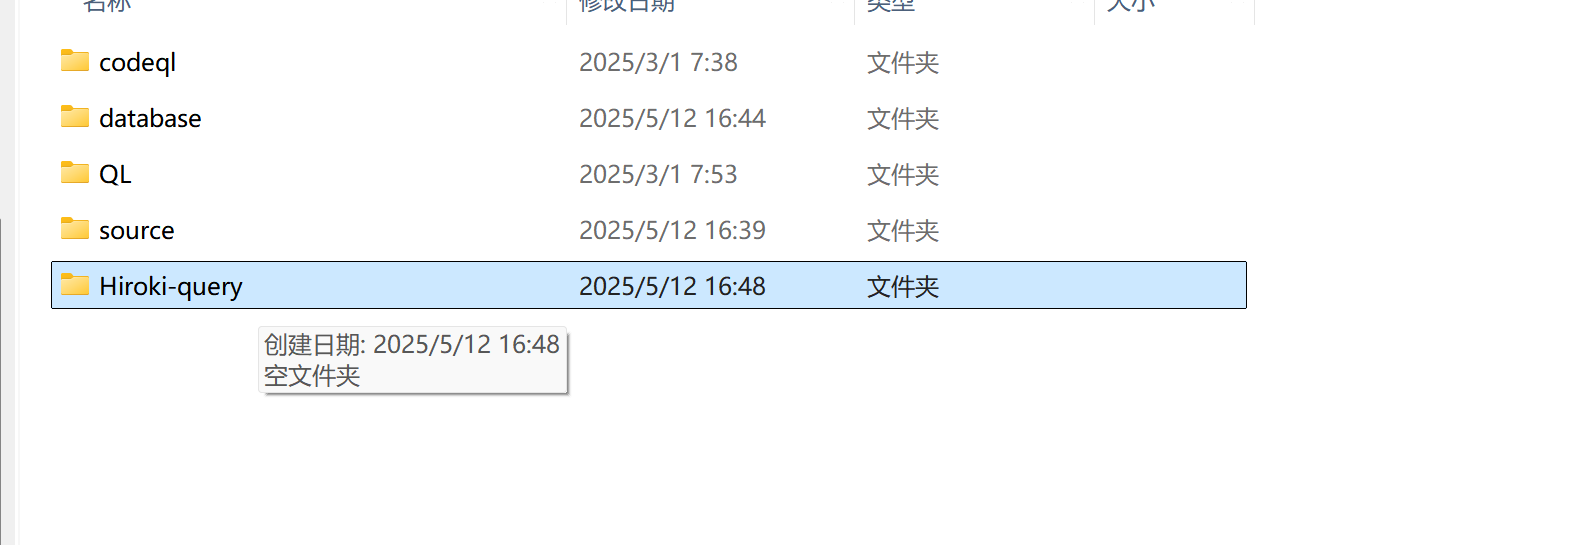 名称 修改日期 类型 大小
codeql 2025/3/1 7:38 文件夹
database 2025/5/12 16:44 文件夹
QL 2025/3/1 7:53 文件夹
source 2025/5/12 16:39 文件夹
Hiroki-query 2025/5/12 16:48 文件夹
创建日期: 2025/5/12 16:48
空文件夹